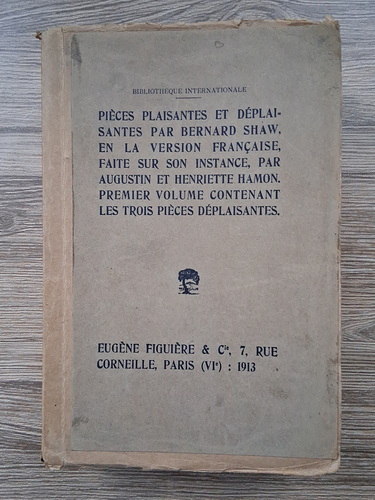 BIBLIOTHÈQUE INTERNATIONALE
PIÈCES PLAISANTES ET DÉPLAI-
SANTES PAR BERNARD SHAW,
EN LA VERSION FRANÇAISE,
FAITE SUR SON INSTANCE, PAR
AUGUSTIN ET HENRIETTE HAMON.
PREMIER VOLUME CONTENANT
LES TROIS PIÈCES DÉPLAISANTES.
EUGÈNE FIGUIÈRE & Cie, 7, RUE
CORNEILLE, PARIS (VIe) : 1913